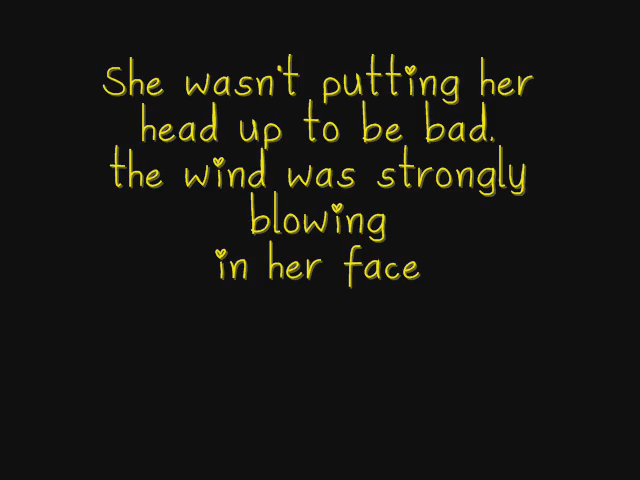 She wasn't putting her
head up to be bad.
the wind was strongly
blowing
in her face